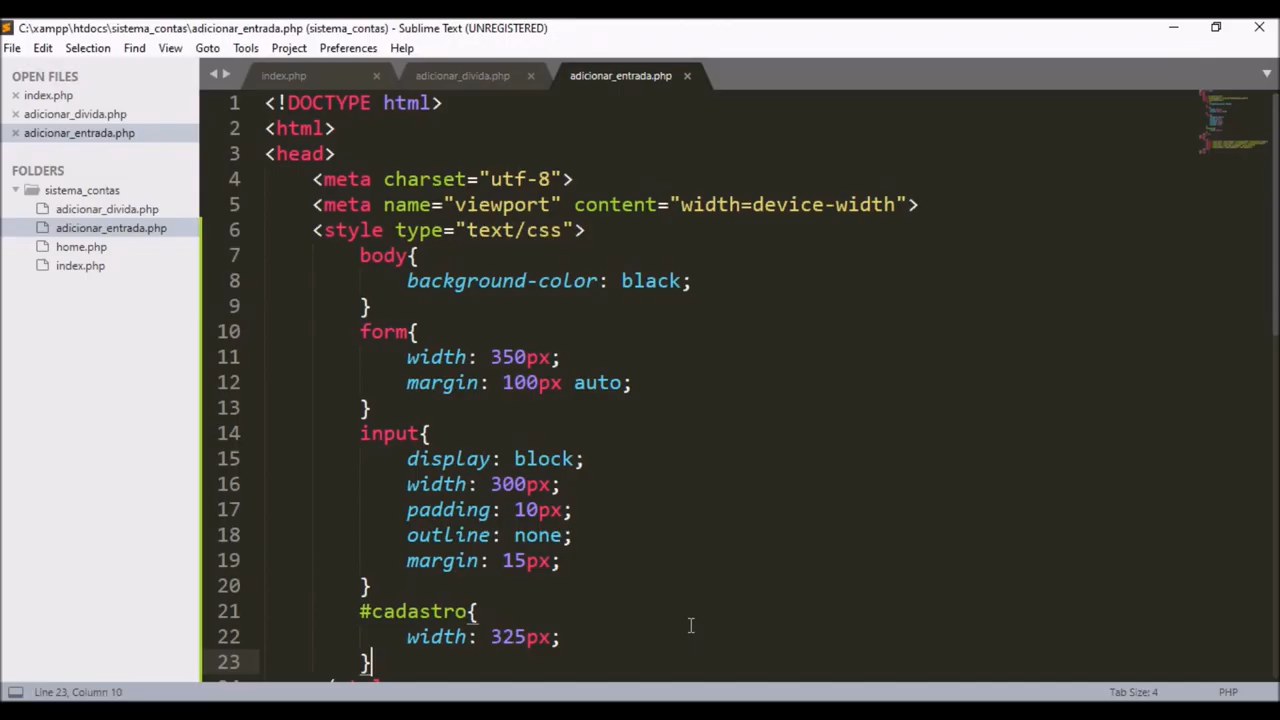 C:\xampp\htdocs\sistema_contas\adicionar_entrada.php (sistema_contas) - Sublime Text (UNREGISTERED)
File Edit Selection Find View Goto Tools Project Preferences Help
OPEN FILES
index.php
adicionar_divida.php
adicionar_entrada.php
FOLDERS
sistema_contas
adicionar_divida.php
adicionar_entrada.php
home.php
index.php
index.php adicionar_divida.php adicionar_entrada.php
1 <!DOCTYPE html>
2 <html>
3 <head>
4 <meta charset="utf-8">
5 <meta name="viewport" content="width=device-width">
6 <style type="text/css">
7 body{
8 background-color: black;
9 }
10 form{
11 width: 350px;
12 margin: 100px auto;
13 }
14 input{
15 display: block;
16 width: 300px;
17 padding: 10px;
18 outline: none;
19 margin: 15px;
20 }
21 #cadastro{
22 width: 325px;
23 }
Line 23, Column 10
Tab Size: 4 PHP